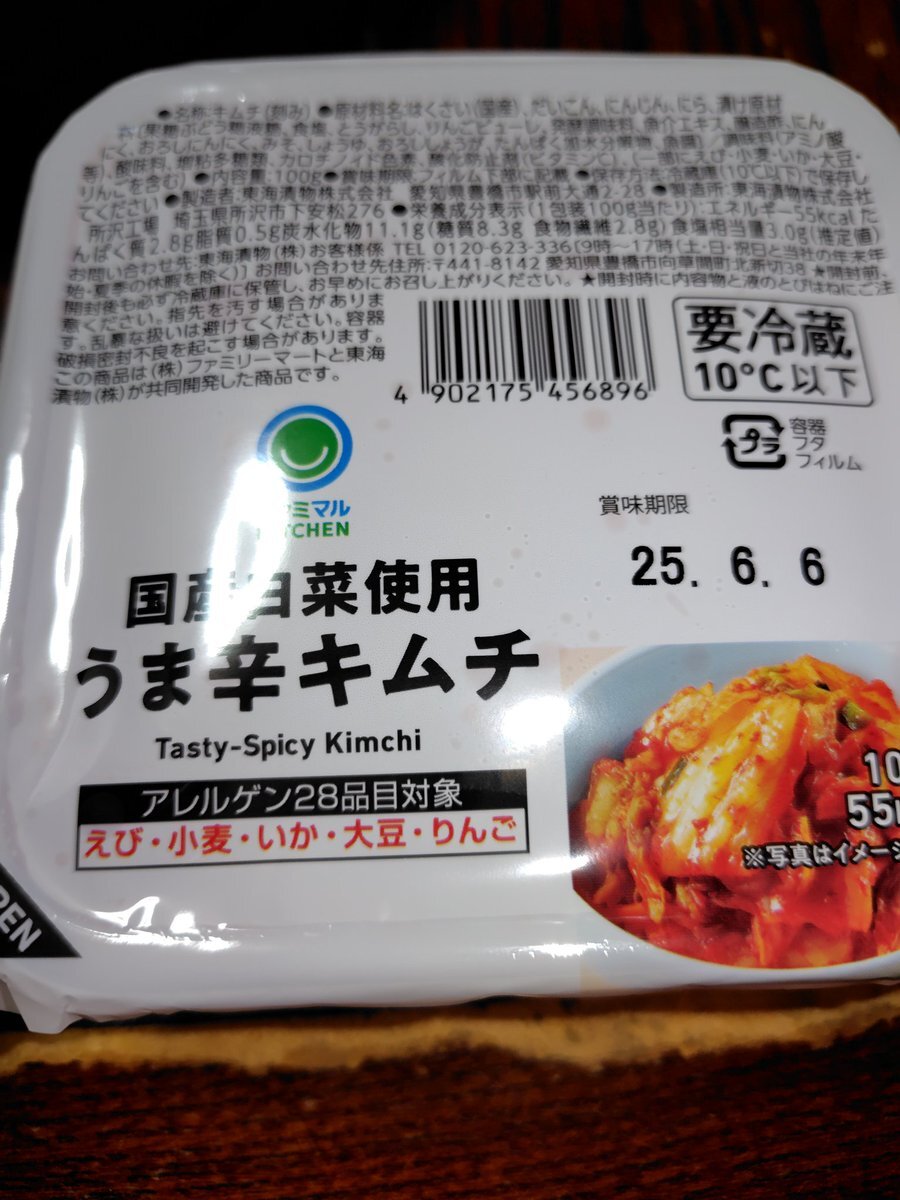 ●名称:キムチ(刻み) ●原材料名:はくさい(国産)、だいこん、にんじん、にら、漬け原材
料(果糖ぶどう糖液糖、食塩、とうがらし、りんごピューレ、発酵調味料、魚介エキス、醸造酢、にん
にく、おろしにんにく、みそ、しょうゆ、おろししょうが、たんぱく加水分解物、魚醤)/調味料(アミノ酸
等)、酸味料、増粘多糖類、カロチノイド色素、酸化防止剤(ビタミンC)、(一部にえび・小麦・いか・大豆・
りんごを含む) ●内容量:100g ●賞味期限:フィルム下部に記載 ●保存方法:冷蔵庫(10℃以下)で保存し
てください ●製造者:東海漬物株式会社 愛知県豊橋市駅前大通2-28 ●製造所:東海漬物株式会社
所沢工場 埼玉県所沢市下安松276 ●栄養成分表示(1包装100g当たり):エネルギー55kcal た
んぱく質2.8g 脂質0.5g 炭水化物11.1g(糖質8.3g 食物繊維2.8g) 食塩相当量3.0g(推定値)
お問い合わせ先:東海漬物(株)お客様係 TEL 0120-623-336〔9時〜17時(土・日・祝日と当社の年末年
始、夏季の休暇を除く)〕 お問い合わせ先住所:〒441-8142 愛知県豊橋市向草間町北新切38 ★開封前、
開封後も必ず冷蔵庫に保管し、お早めにお召し上がりください。 ★開封時に内容物と液のとびはねにご注
意ください。指先を汚す場合がありま
す。乱暴な扱いは避けてください。容器
破損密封不良を起こす場合があります。
この商品は(株)ファミリーマートと東海
漬物(株)が共同開発した商品です。
4 902175 456896
要冷蔵
10°C以下
プラ
容器
フタ
フィルム
ミマル
CHEN
賞味期限
25. 6. 6
国産白菜使用
うま辛キムチ
Tasty-Spicy Kimchi
アレルゲン28品目対象
えび・小麦・いか・大豆・りんご
10
55
※写真はイメージ
PEN